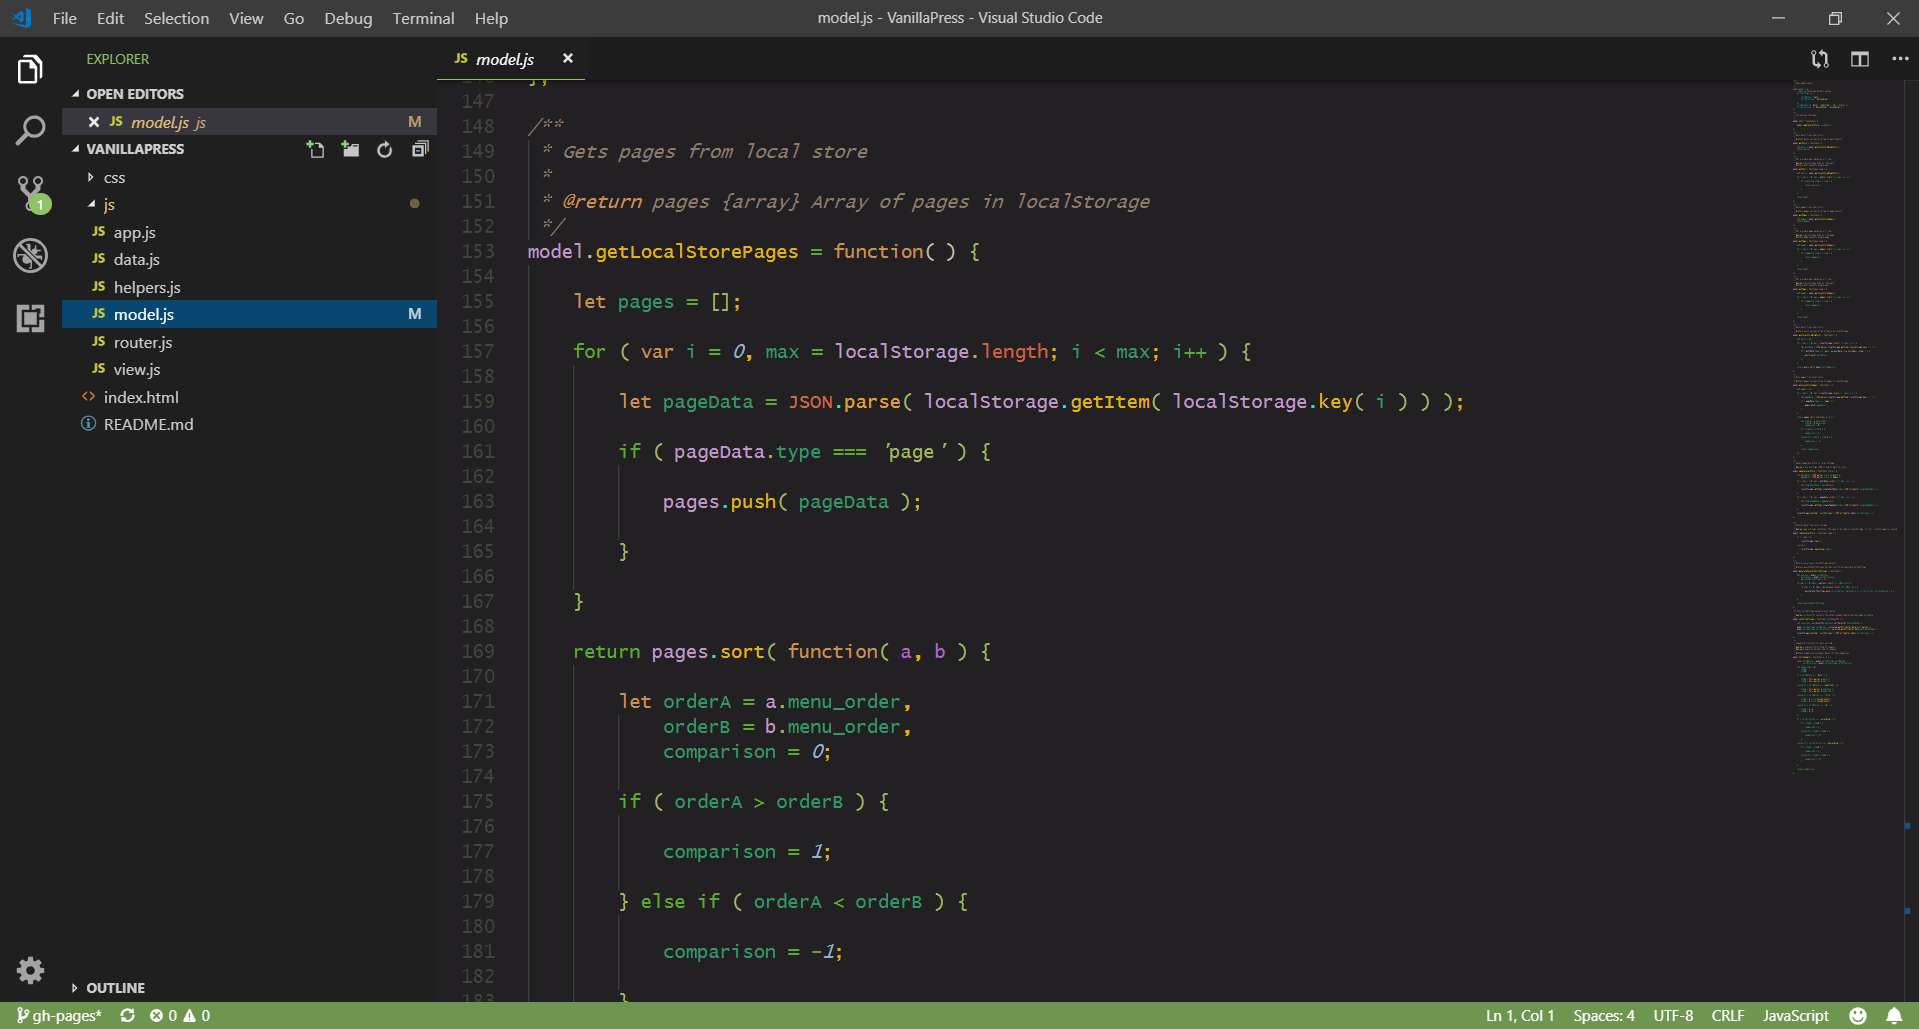 File Edit Selection View Go Debug Terminal Help
model.js - VanillaPress - Visual Studio Code
EXPLORER
OPEN EDITORS
JS model.js js M
VANILLAPRESS
css
js
JS app.js
JS data.js
JS helpers.js
JS model.js M
JS router.js
JS view.js
<> index.html
README.md
OUTLINE
1
JS model.js
147
148 /**
149 * Gets pages from local store
150 *
151 * @return pages {array} Array of pages in localStorage
152 */
153 model.getLocalStorePages = function( ) {
154
155 let pages = [];
156
157 for ( var i = 0, max = localStorage.length; i < max; i++ ) {
158
159 let pageData = JSON.parse( localStorage.getItem( localStorage.key( i ) ) );
160
161 if ( pageData.type === 'page' ) {
162
163 pages.push( pageData );
164
165 }
166
167 }
168
169 return pages.sort( function( a, b ) {
170
171 let orderA = a.menu_order,
172 orderB = b.menu_order,
173 comparison = 0;
174
175 if ( orderA > orderB ) {
176
177 comparison = 1;
178
179 } else if ( orderA < orderB ) {
180
181 comparison = -1;
182
183 }
gh-pages* 0 0
Ln 1, Col 1 Spaces: 4 UTF-8 CRLF JavaScript